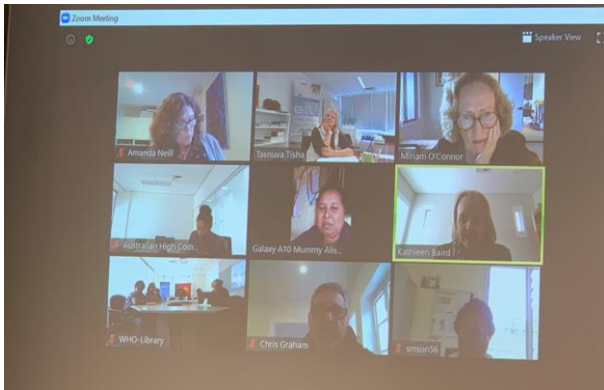 Zoom Meeting
Speaker View
Amanda Neill
Tasnuva Tisha
Miriam O'Connor
Australian High Com...
Galaxy A10 Mummy Alis...
Kathleen Baird
WHO-Library
Chris Graham
smson56